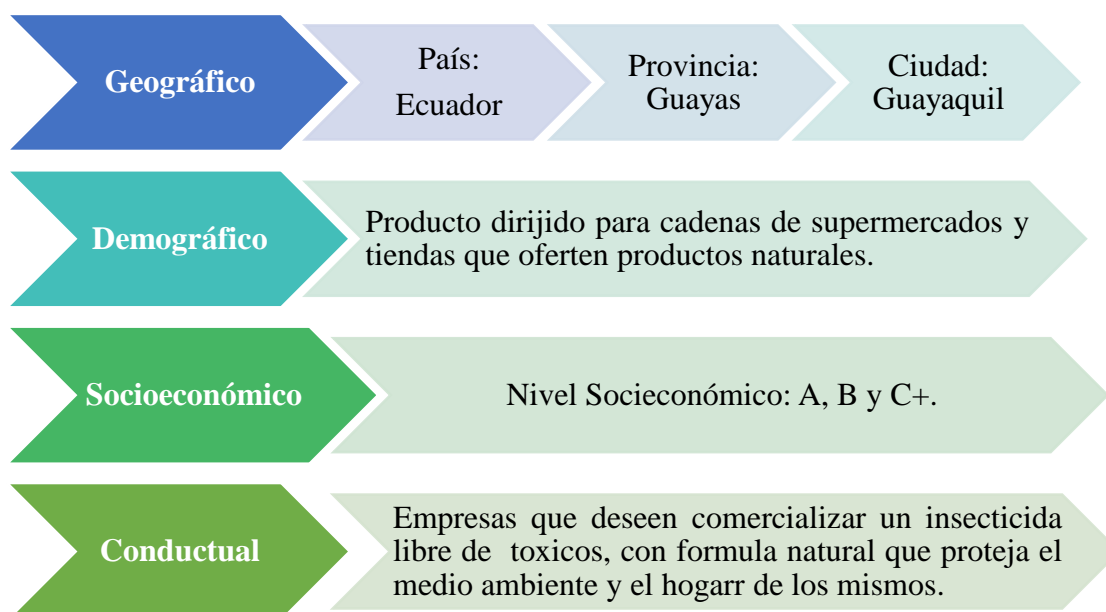 Geográfico
País:
Ecuador
Provincia:
Guayas
Ciudad:
Guayaquil
Demográfico
Producto dirijido para cadenas de supermercados y
tiendas que oferten productos naturales.
Socioeconómico
Nivel Socieconómico: A, B y C+.
Conductual
Empresas que deseen comercializar un insecticida
libre de  toxicos, con formula natural que proteja el
medio ambiente y el hogarr de los mismos.